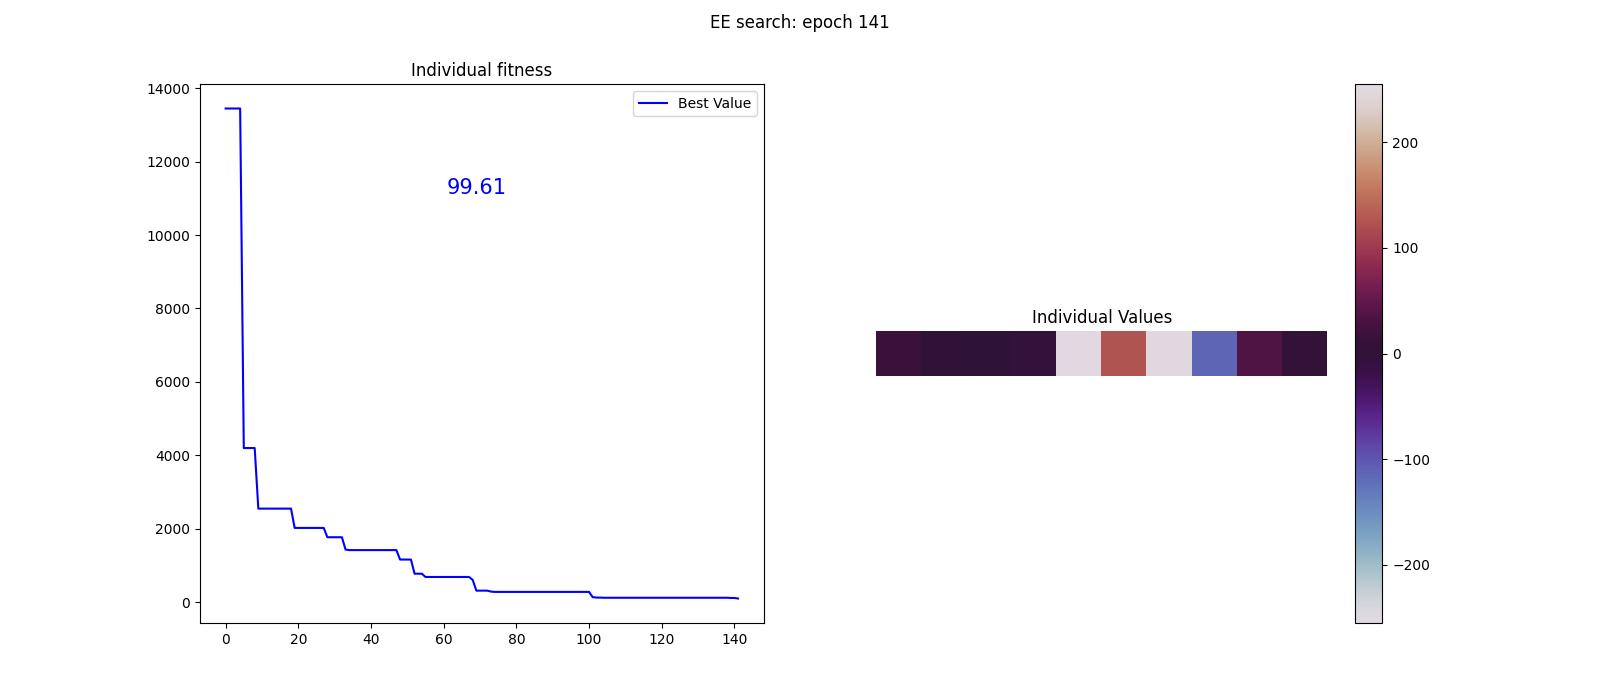 EE search: epoch 141
Individual fitness
14000
12000
10000
8000
6000
4000
2000
0
0 20 40 60 80 100 120 140
Best Value
99.61
Individual Values
200
100
0
−100
−200